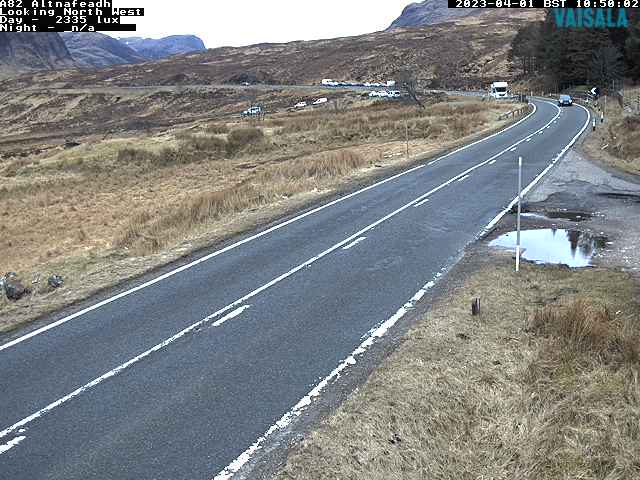 A82 Altnafeadh
Looking North West
Day - 2335 lux
Night - n/a
2023-04-01 BST 10:50:02
VAISALA